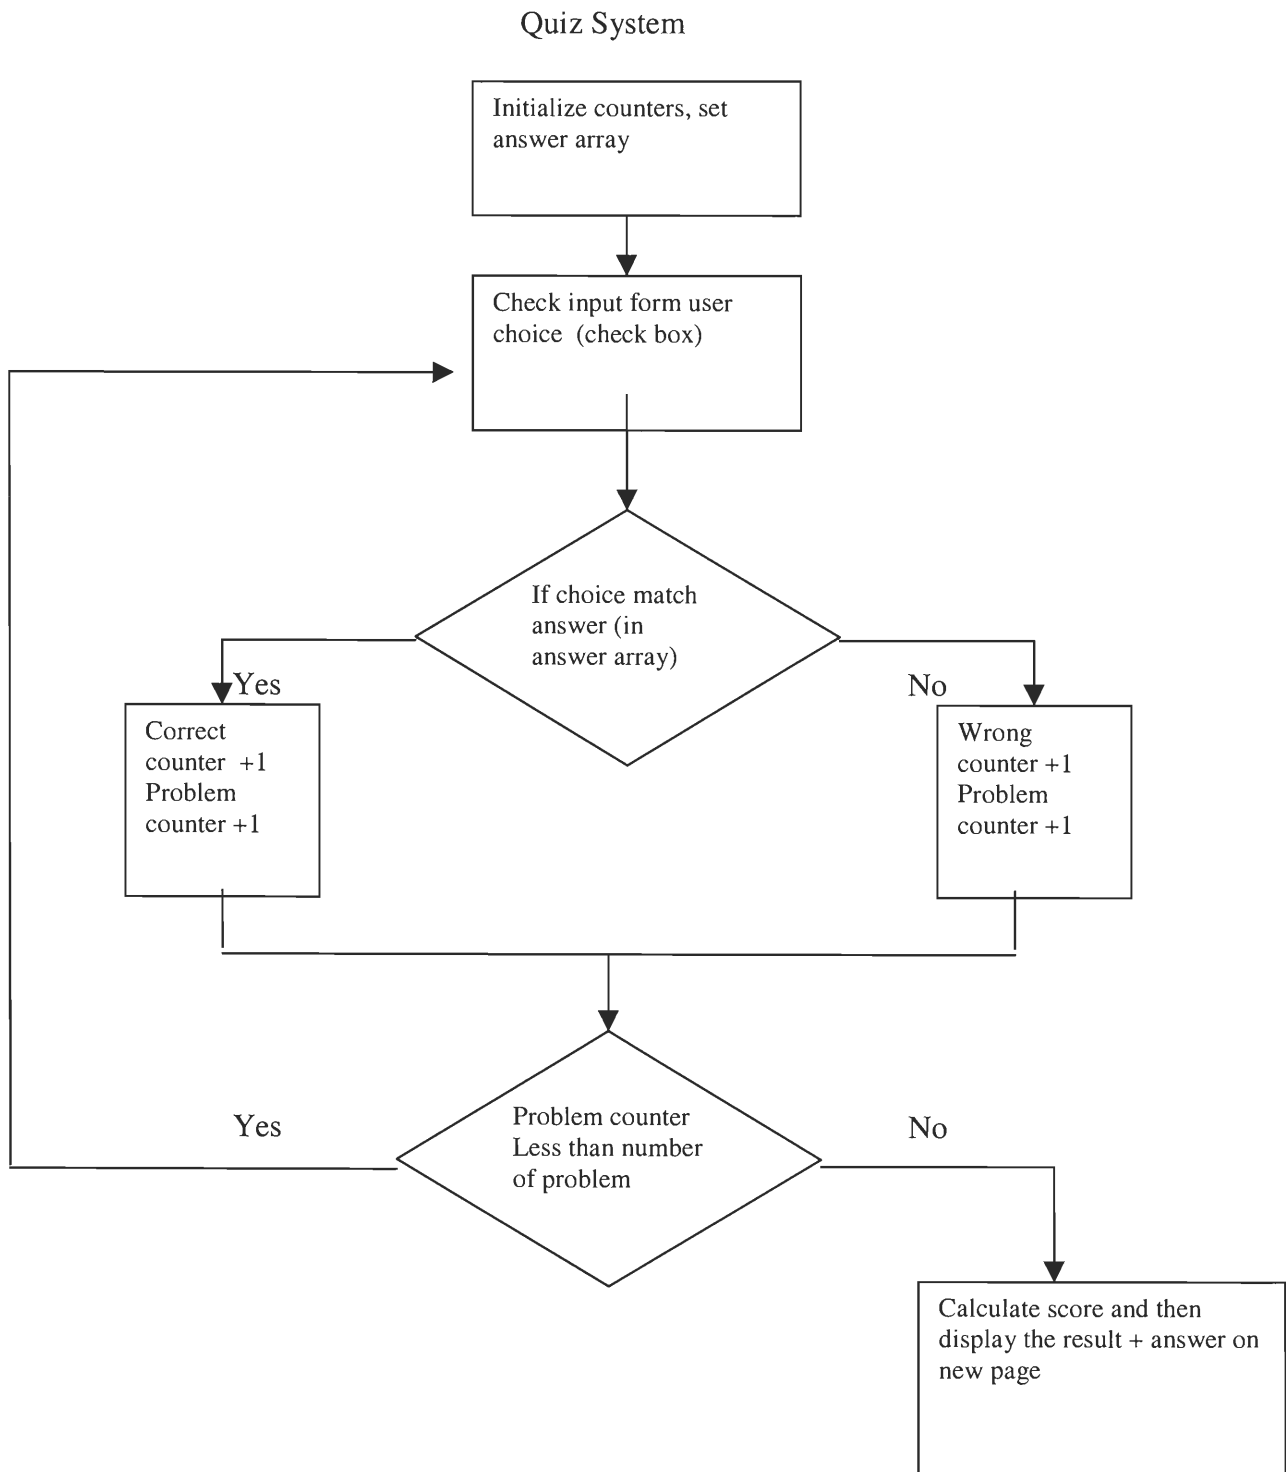 Quiz System
Initialize counters, set
answer array
Check input form user
choice  (check box)
If choice match
answer (in
answer array)
Yes
No
Correct
counter  +1
Problem
counter +1
Wrong
counter +1
Problem
counter +1
Yes
Problem counter
Less than number
of problem
No
Calculate score and then
display the result + answer on
new page